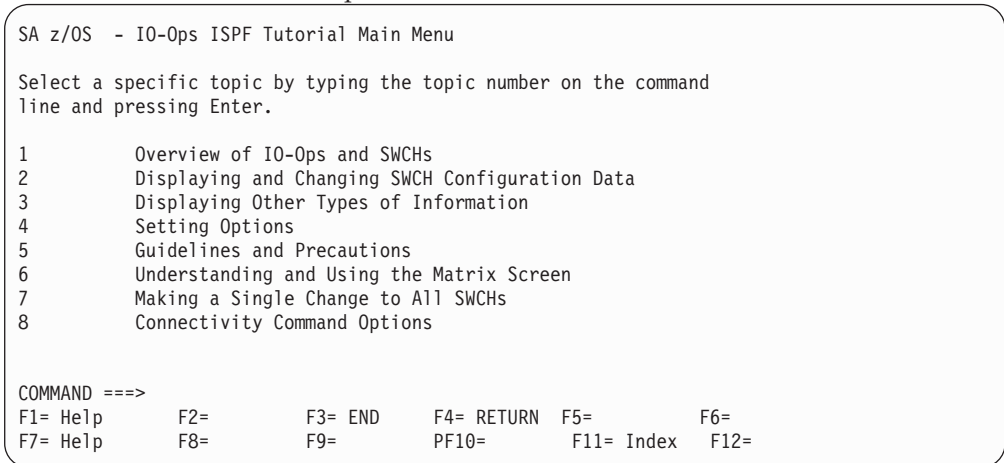 SA z/OS - IO-Ops ISPF Tutorial Main Menu
Select a specific topic by typing the topic number on the command
line and pressing Enter.
1 Overview of IO-Ops and SWCHs
2 Displaying and Changing SWCH Configuration Data
3 Displaying Other Types of Information
4 Setting Options
5 Guidelines and Precautions
6 Understanding and Using the Matrix Screen
7 Making a Single Change to All SWCHs
8 Connectivity Command Options
COMMAND ===>
F1= Help F2= F3= END F4= RETURN F5= F6=
F7= Help F8= F9= PF10= F11= Index F12=